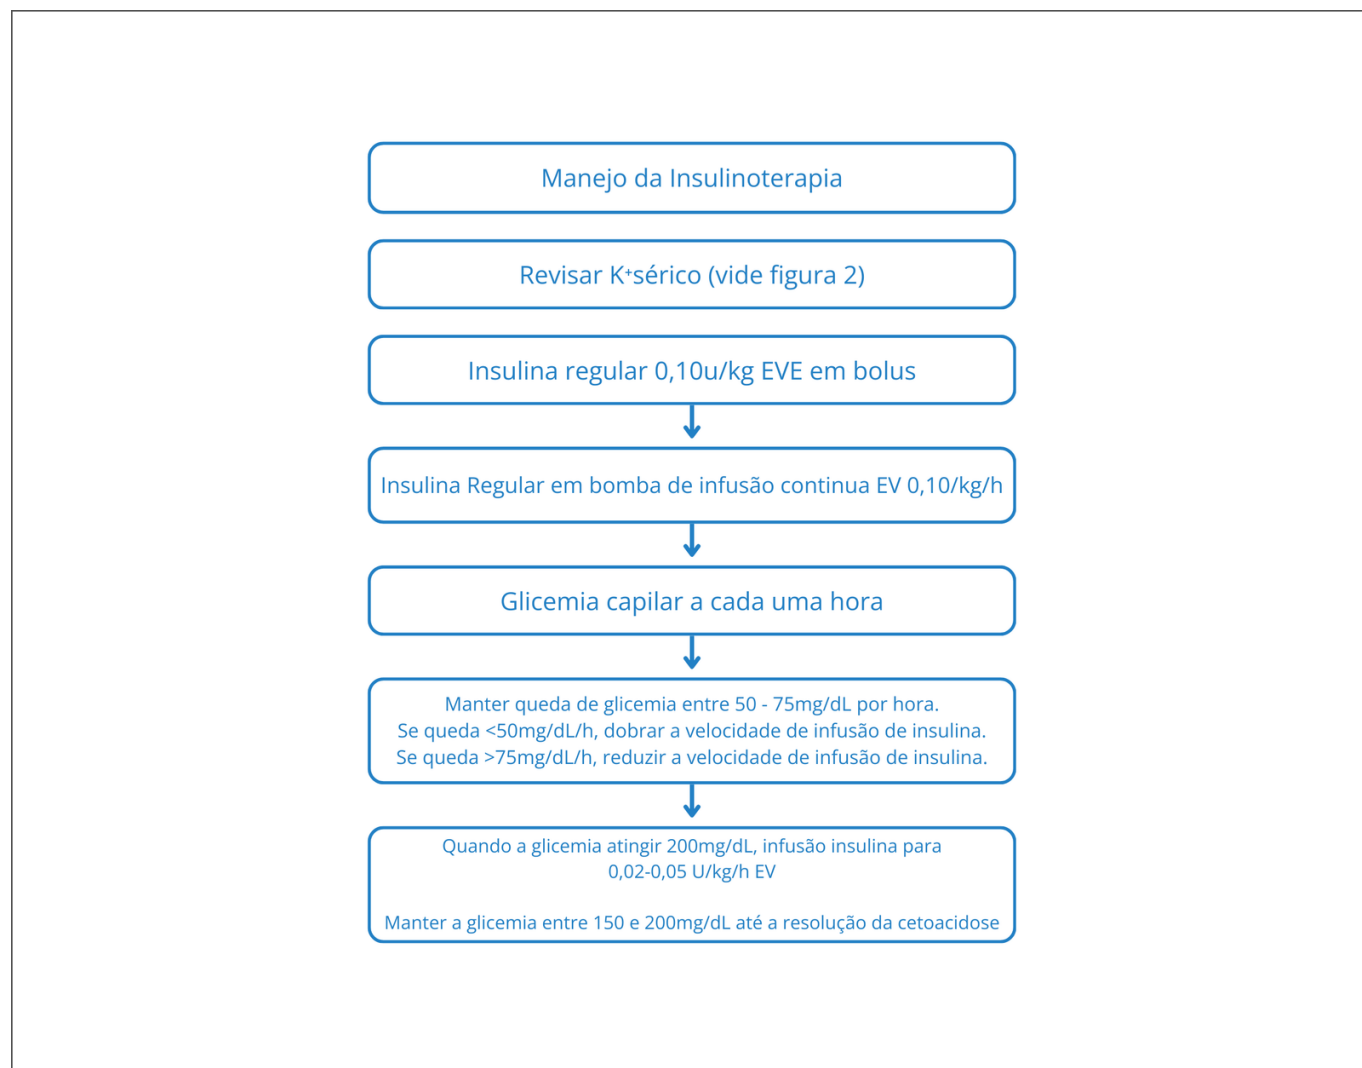 Manejo da Insulinoterapia
Revisar K⁺sérico (vide figura 2)
Insulina regular 0,10u/kg EVE em bolus
Insulina Regular em bomba de infusão continua EV 0,10/kg/h
Glicemia capilar a cada uma hora
Manter queda de glicemia entre 50 - 75mg/dL por hora.
Se queda <50mg/dL/h, dobrar a velocidade de infusão de insulina.
Se queda >75mg/dL/h, reduzir a velocidade de infusão de insulina.
Quando a glicemia atingir 200mg/dL, infusão insulina para
0,02-0,05 U/kg/h EV
Manter a glicemia entre 150 e 200mg/dL até a resolução da cetoacidose